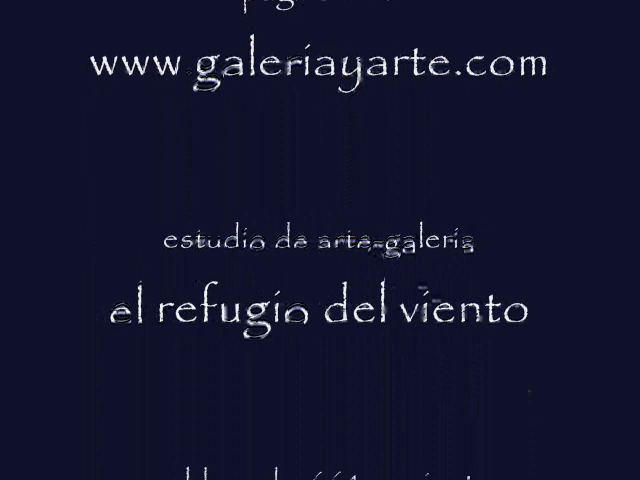 www.galeriayarte.com
estudio de arte-galeria
el refugio del viento